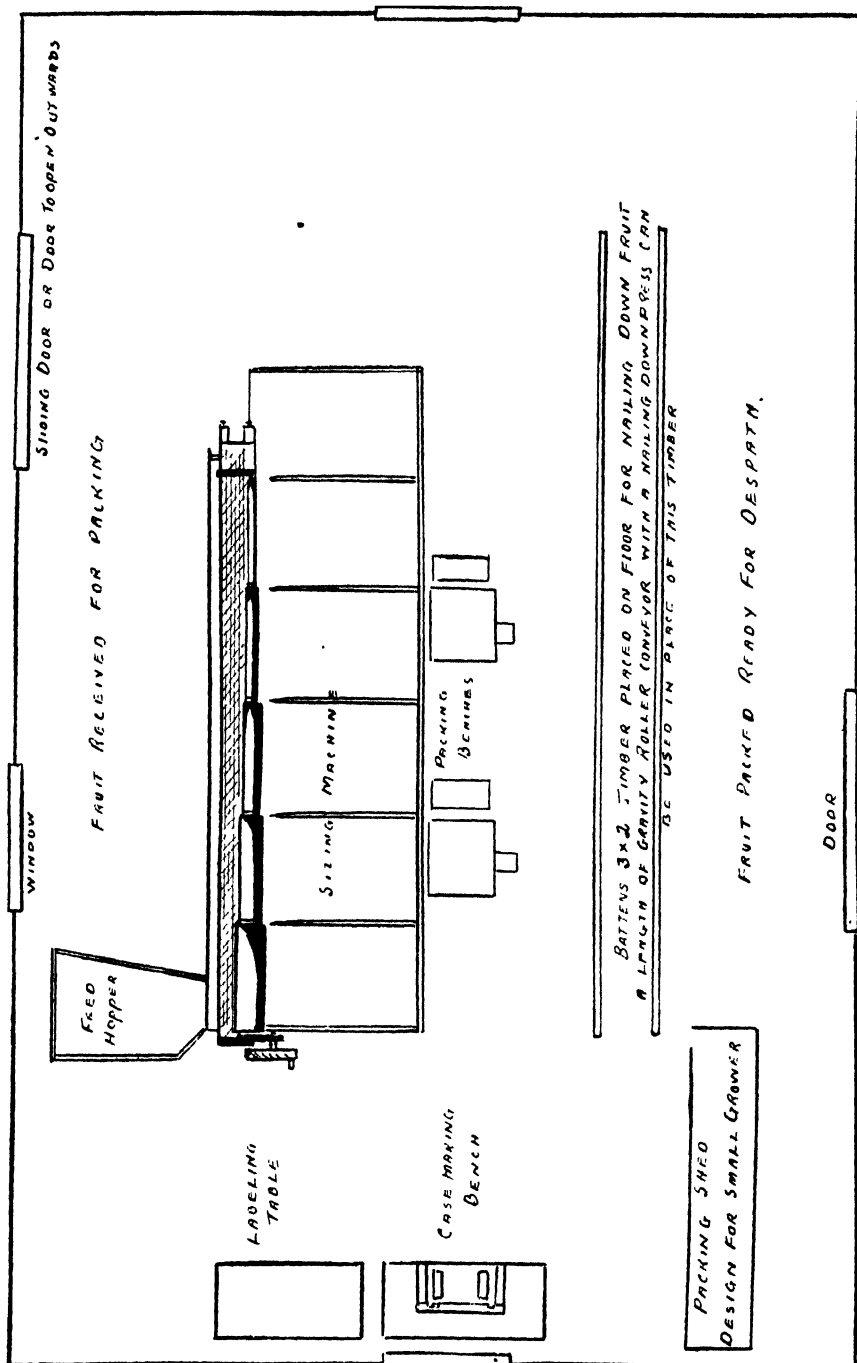 SLIDING DOOR OR DOOR TO OPEN OUTWARDS
WINDOW
FRUIT RECEIVED FOR PACKING
FEED
HOPPER
SIZING MACHINE
PACKING
BENCHES
LABELING
TABLE
CASE MAKING
BENCH
BATTENS 3x2 TIMBER PLACED ON FLOOR FOR NAILING DOWN FRUIT
A LENGTH OF GRAVITY ROLLER CONVEYOR WITH A NAILING DOWN PRESS CAN
BE USED IN PLACE OF THIS TIMBER
FRUIT PACKED READY FOR DESPATH.
DOOR
PACKING SHED
DESIGN FOR SMALL GROWER